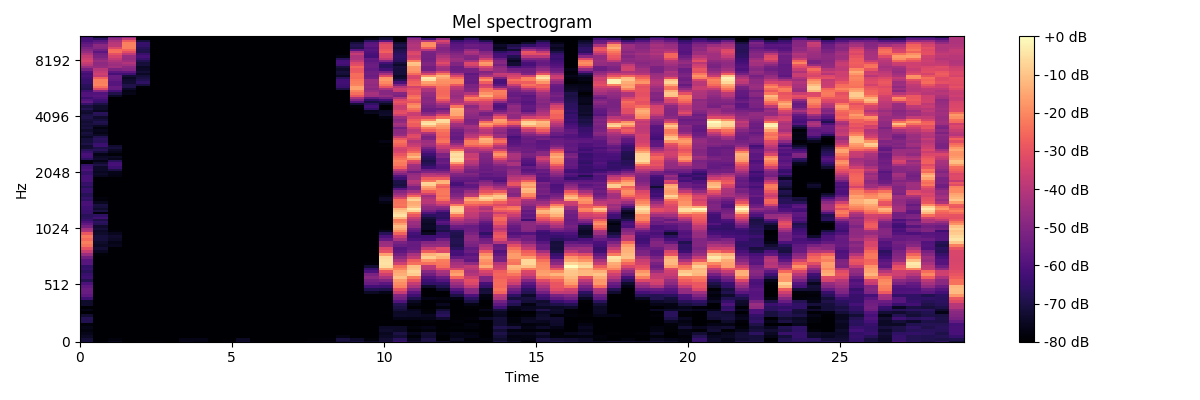 Mel spectrogram
Hz
8192
4096
2048
1024
512
0
0 5 10 15 20 25
Time
+0 dB
-10 dB
-20 dB
-30 dB
-40 dB
-50 dB
-60 dB
-70 dB
-80 dB